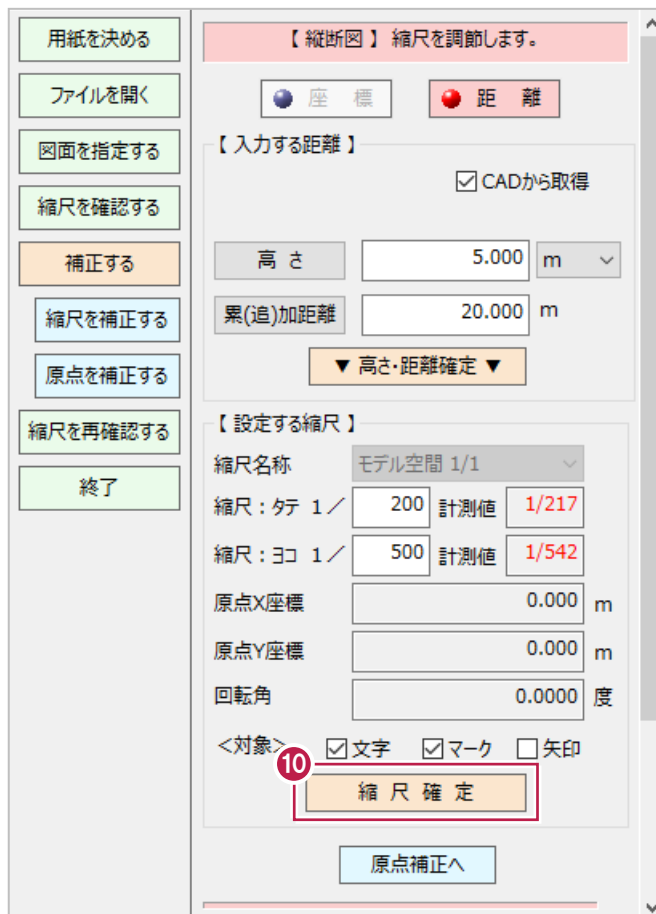 用紙を決める
ファイルを開く
図面を指定する
縮尺を確認する
補正する
縮尺を補正する
原点を補正する
縮尺を再確認する
終了
【 縦断図 】 縮尺を調節します。
座 標
距 離
【 入力する距離 】
CADから取得
高 さ 5.000 m
累(追)加距離 20.000 m
▼ 高さ・距離確定 ▼
【 設定する縮尺 】
縮尺名称 モデル空間 1/1
縮尺：タテ 1／ 200 計測値 1/217
縮尺：ヨコ 1／ 500 計測値 1/542
原点X座標 0.000 m
原点Y座標 0.000 m
回転角 0.0000 度
<対象> 文字 マーク 矢印
10
縮 尺 確 定
原点補正へ